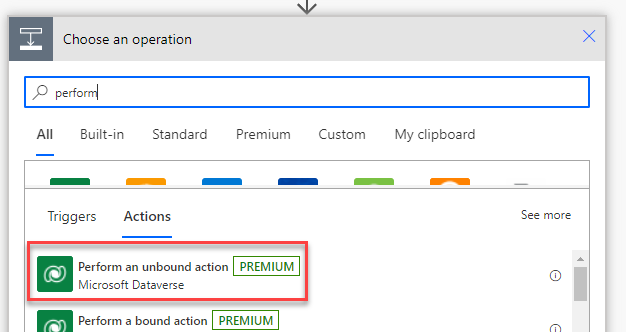 Choose an operation
perform
All Built-in Standard Premium Custom My clipboard
Triggers Actions See more
Perform an unbound action PREMIUM
Microsoft Dataverse
Perform a bound action PREMIUM